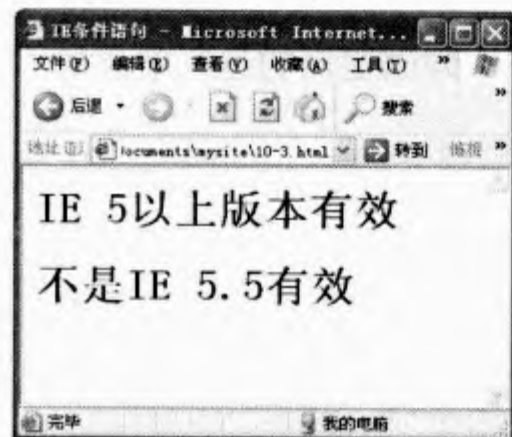 IE条件语句 - Microsoft Internet...
文件(F) 编辑(E) 查看(V) 收藏(A) 工具(T) »
后退 · 搜索 »
地址(D) ocuments\mysite\10-3.html 转到 链接 »
IE 5以上版本有效
不是IE 5.5有效
完毕 我的电脑